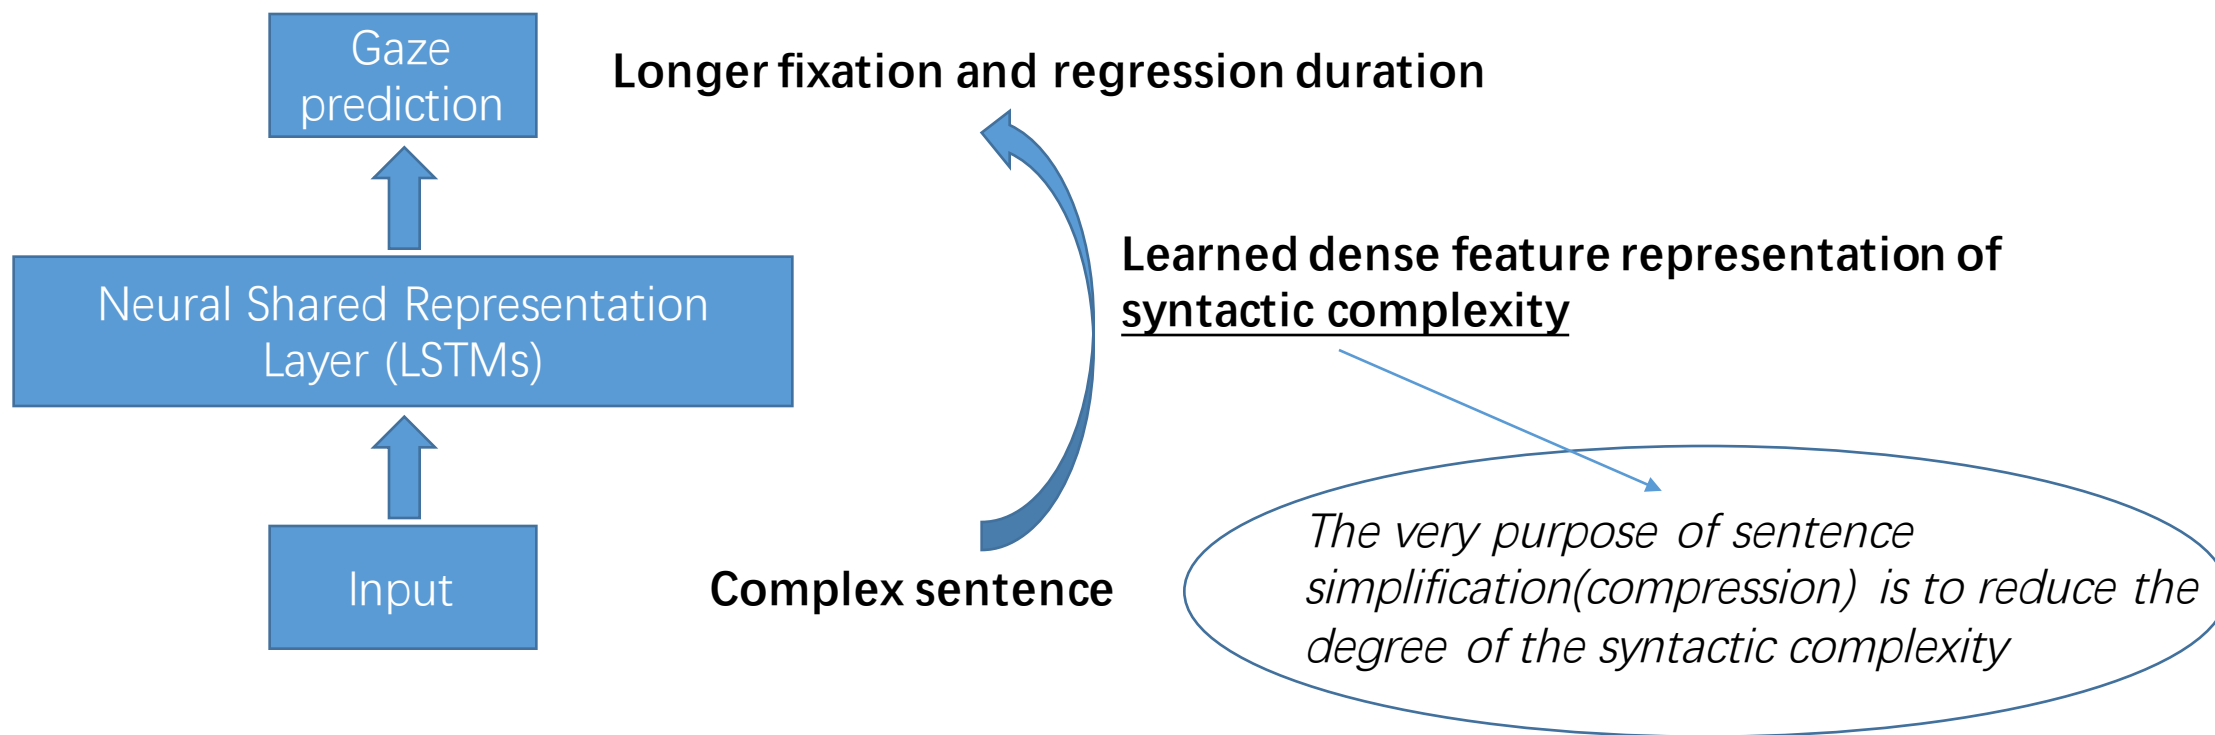 Gaze
prediction
Longer fixation and regression duration
Neural Shared Representation
Layer (LSTMs)
Learned dense feature representation of
syntactic complexity
Input
Complex sentence
The very purpose of sentence
simplification(compression) is to reduce the
degree of the syntactic complexity